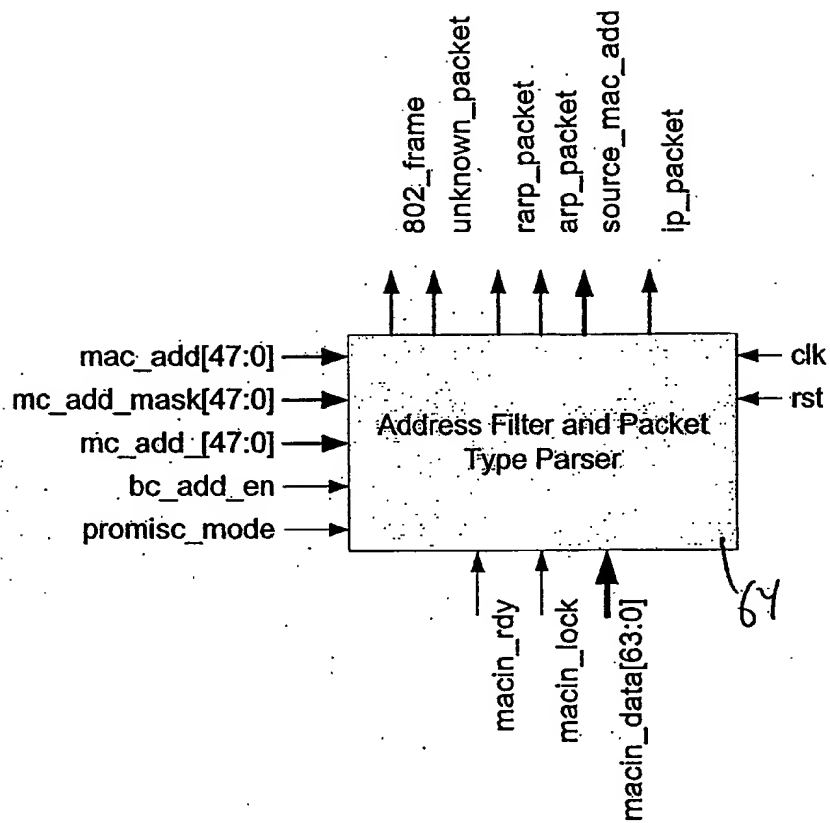 802_frame
unknown_packet
rarp_packet
arp_packet
source_mac_add
ip_packet
mac_add[47:0]
mc_add_mask[47:0]
mc_add_[47:0]
bc_add_en
promisc_mode
clk
rst
Address Filter and Packet
Type Parser
64
macin_rdy
macin_lock
macin_data[63:0]